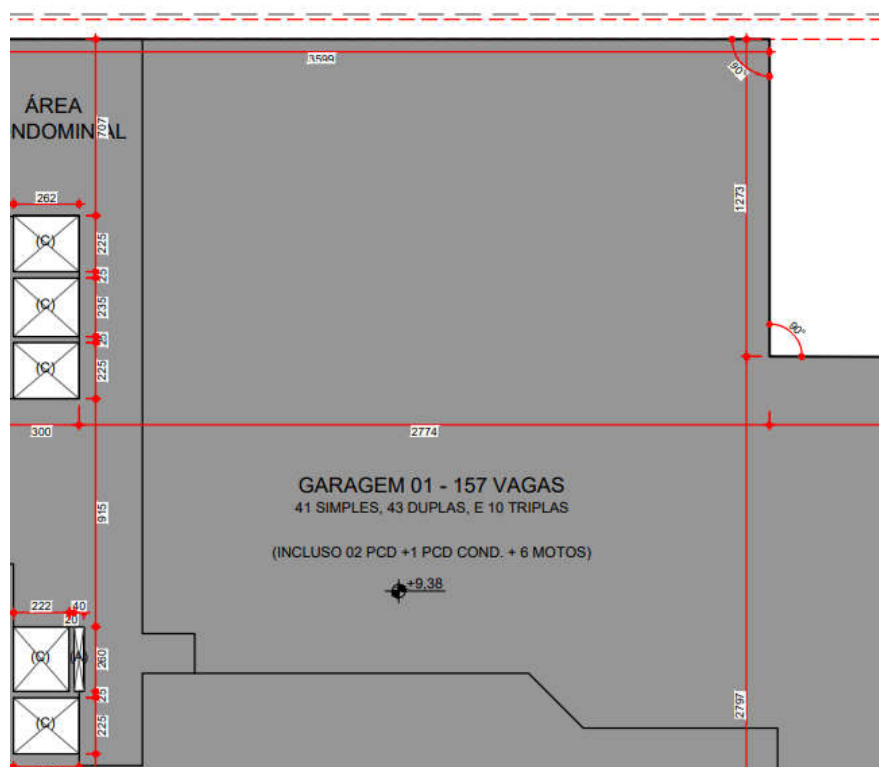 3599
90°
ÁREA
NDOMINAL
707
262
1273
(C)
225
25
(C)
235
90°
25
(C)
225
300
2774
GARAGEM 01 - 157 VAGAS
41 SIMPLES, 43 DUPLAS, E 10 TRIPLAS
915
(INCLUSO 02 PCD +1 PCD COND. + 6 MOTOS)
+9,38
222
40
20
(C)
(A)
260
25
2797
(C)
225